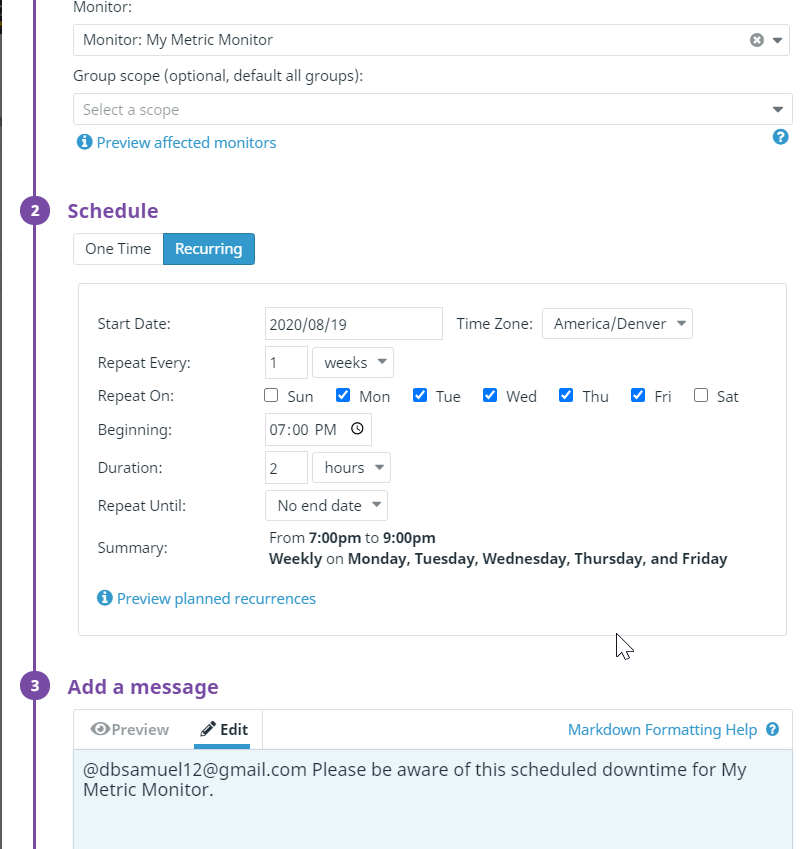 Monitor:
Monitor: My Metric Monitor
Group scope (optional, default all groups):
Select a scope
Preview affected monitors
2 Schedule
One Time Recurring
Start Date: 2020/08/19 Time Zone: America/Denver
Repeat Every: 1 weeks
Repeat On: Sun Mon Tue Wed Thu Fri Sat
Beginning: 07:00 PM
Duration: 2 hours
Repeat Until: No end date
Summary: From 7:00pm to 9:00pm
Weekly on Monday, Tuesday, Wednesday, Thursday, and Friday
Preview planned recurrences
3 Add a message
Preview Edit Markdown Formatting Help
@dbsamuel12@gmail.com Please be aware of this scheduled downtime for My
Metric Monitor.